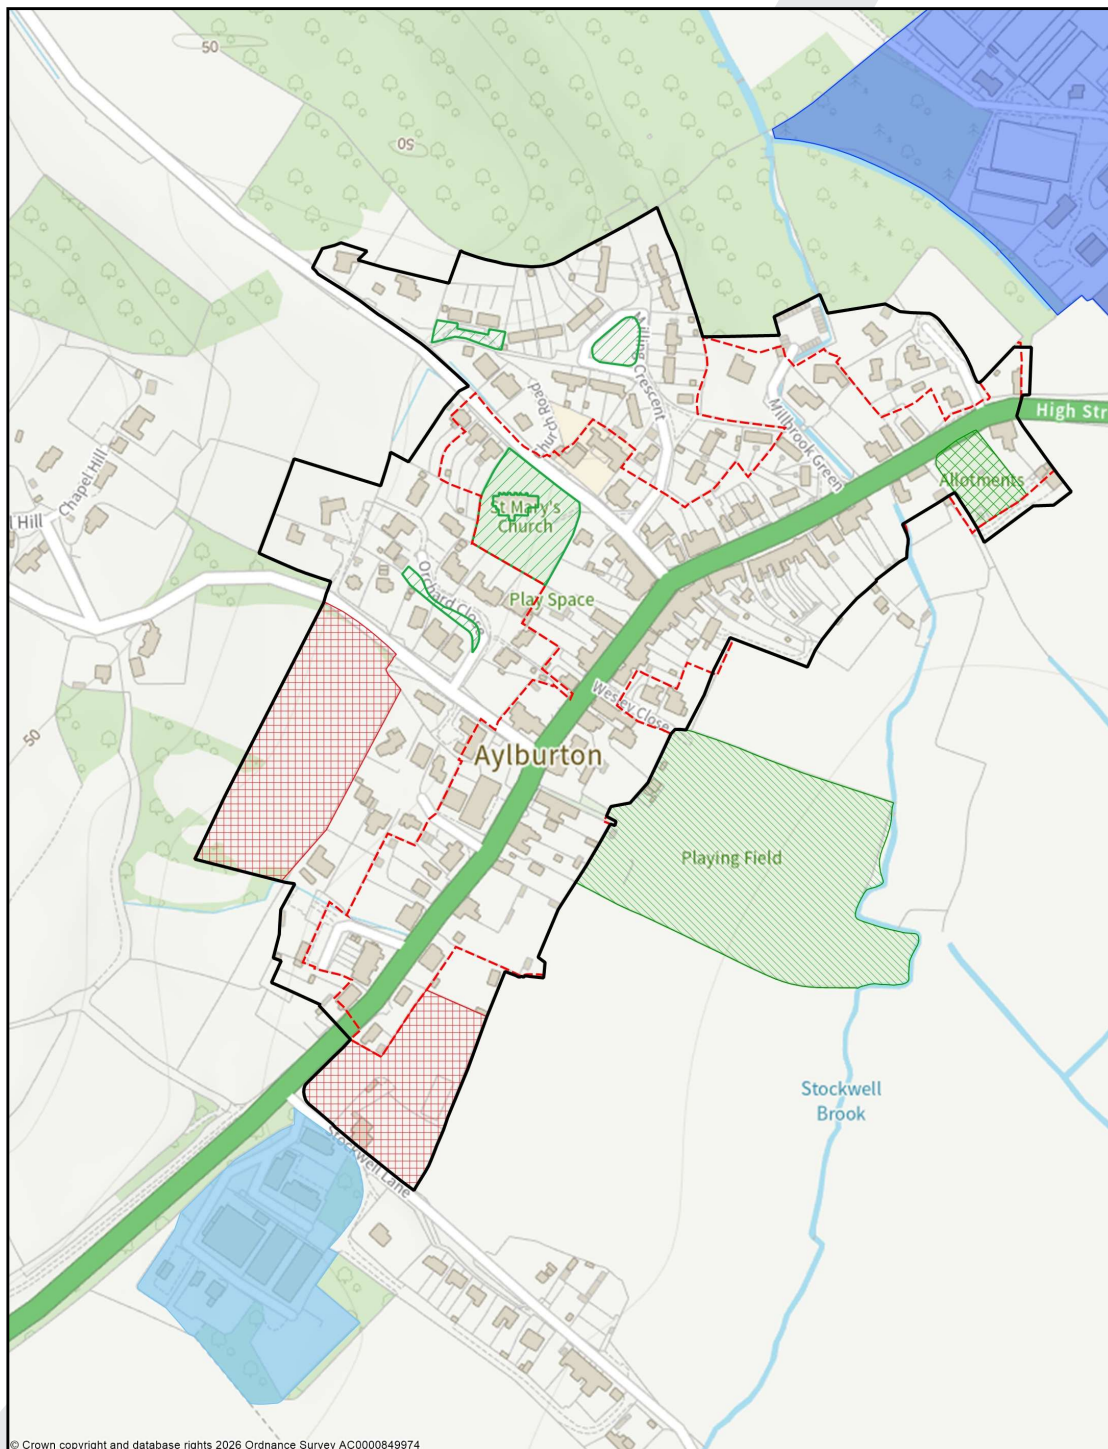 50
50
Milling Crescent
Church Road
Millbrook Green
High Str
Allotments
Chapel Hill
l Hill
St Mary's
Church
Orchard Close
Play Space
Wesley Close
50
Aylburton
Playing Field
Stockwell
Brook
Stockwell Lane
© Crown copyright and database rights 2026 Ordnance Survey AC0000849974